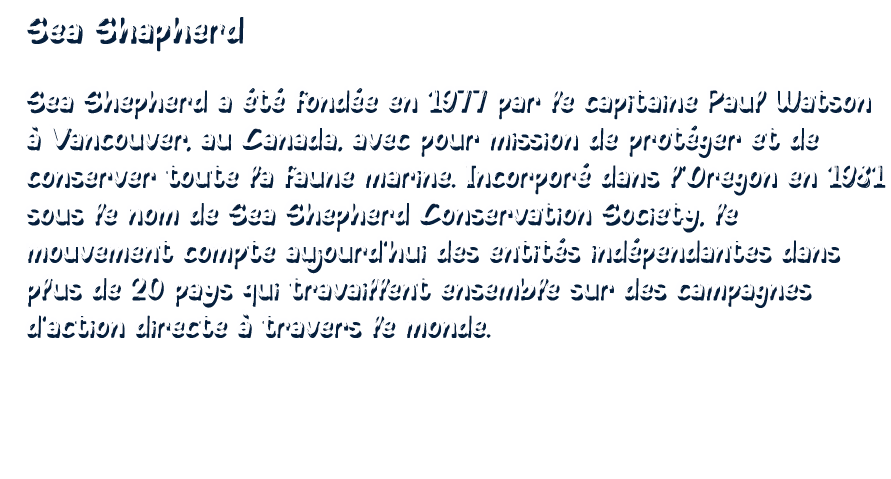 Sea Shapherd
Sea Shepherd a été fondée en 1977 par le capitaine Paul Watson
à Vancouver, au Canada, avec pour mission de protéger et de
conserver toute la faune marine. Incorporé dans l'Oregon en 1981
sous le nom de Sea Shepherd Conservation Society, le
mouvement compte aujourd'hui des entités indépendantes dans
plus de 20 pays qui travaillent ensemble sur des campagnes
d'action directe à travers le monde.